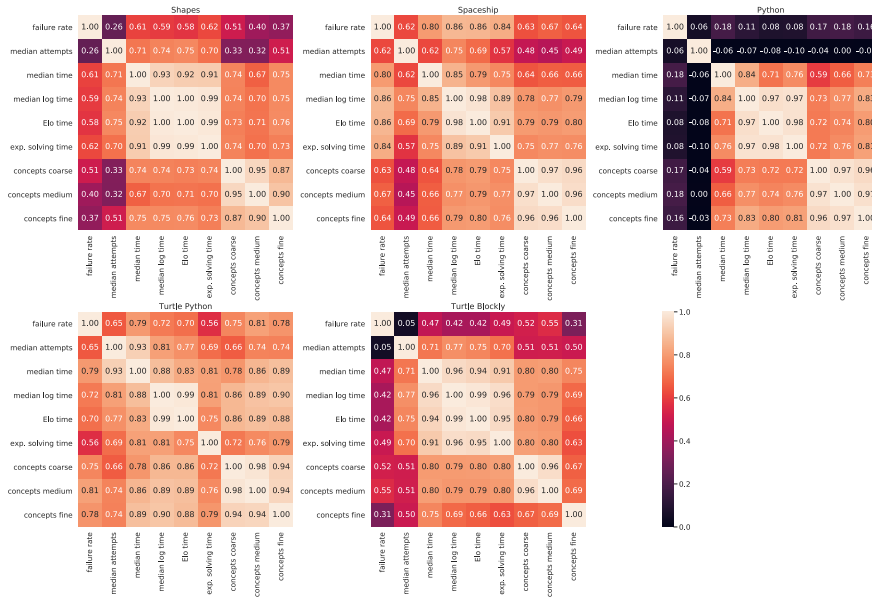 Shapes
failure rate 1.00 0.26 0.61 0.59 0.58 0.62 0.51 0.40 0.37
median attempts 0.26 1.00 0.71 0.74 0.75 0.70 0.33 0.32 0.51
median time 0.61 0.71 1.00 0.93 0.92 0.91 0.74 0.67 0.75
median log time 0.59 0.74 0.93 1.00 1.00 0.99 0.74 0.70 0.75
Elo time 0.58 0.75 0.92 1.00 1.00 0.99 0.73 0.71 0.76
exp. solving time 0.62 0.70 0.91 0.99 0.99 1.00 0.74 0.70 0.73
concepts coarse 0.51 0.33 0.74 0.74 0.73 0.74 1.00 0.95 0.87
concepts medium 0.40 0.32 0.67 0.70 0.71 0.70 0.95 1.00 0.90
concepts fine 0.37 0.51 0.75 0.75 0.76 0.73 0.87 0.90 1.00
failure rate
median attempts
median time
median log time
Elo time
exp. solving time
concepts coarse
concepts medium
concepts fine
Spaceship
failure rate 1.00 0.62 0.80 0.86 0.86 0.84 0.63 0.67 0.64
median attempts 0.62 1.00 0.62 0.75 0.69 0.57 0.48 0.45 0.49
median time 0.80 0.62 1.00 0.85 0.79 0.75 0.64 0.66 0.66
median log time 0.86 0.75 0.85 1.00 0.98 0.89 0.78 0.77 0.79
Elo time 0.86 0.69 0.79 0.98 1.00 0.91 0.79 0.79 0.80
exp. solving time 0.84 0.57 0.75 0.89 0.91 1.00 0.75 0.77 0.76
concepts coarse 0.63 0.48 0.64 0.78 0.79 0.75 1.00 0.97 0.96
concepts medium 0.67 0.45 0.66 0.77 0.79 0.77 0.97 1.00 0.96
concepts fine 0.64 0.49 0.66 0.79 0.80 0.76 0.96 0.96 1.00
failure rate
median attempts
median time
median log time
Elo time
exp. solving time
concepts coarse
concepts medium
concepts fine
Python
failure rate 1.00 0.06 0.18 0.11 0.08 0.08 0.17 0.18 0.16
median attempts 0.06 1.00 -0.06 -0.07 -0.08 -0.10 -0.04 0.00 -0.0
median time 0.18 -0.06 1.00 0.84 0.71 0.76 0.59 0.66 0.7
median log time 0.11 -0.07 0.84 1.00 0.97 0.97 0.73 0.77 0.8
Elo time 0.08 -0.08 0.71 0.97 1.00 0.98 0.72 0.74 0.80
exp. solving time 0.08 -0.10 0.76 0.97 0.98 1.00 0.72 0.76 0.8
concepts coarse 0.18 -0.04 0.59 0.73 0.72 0.72 1.00 0.97 0.96
concepts medium 0.18 0.00 0.66 0.77 0.74 0.76 0.97 1.00 0.97
concepts fine 0.16 -0.03 0.73 0.83 0.80 0.81 0.96 0.97 1.00
failure rate
median attempts
median time
median log time
Elo time
exp. solving time
concepts coarse
concepts medium
concepts fine
Turtle Python
failure rate 1.00 0.65 0.79 0.72 0.70 0.56 0.75 0.81 0.78
median attempts 0.65 1.00 0.93 0.81 0.77 0.69 0.66 0.74 0.74
median time 0.79 0.93 1.00 0.88 0.83 0.81 0.78 0.86 0.89
median log time 0.72 0.81 0.88 1.00 0.99 0.81 0.86 0.89 0.90
Elo time 0.70 0.77 0.83 0.99 1.00 0.75 0.86 0.89 0.88
exp. solving time 0.56 0.69 0.81 0.81 0.75 1.00 0.72 0.76 0.79
concepts coarse 0.75 0.66 0.78 0.86 0.86 0.72 1.00 0.98 0.94
concepts medium 0.81 0.74 0.86 0.89 0.89 0.76 0.98 1.00 0.94
concepts fine 0.78 0.74 0.89 0.90 0.88 0.79 0.94 0.94 1.00
failure rate
median attempts
median time
median log time
Elo time
exp. solving time
concepts coarse
concepts medium
concepts fine
Turtle Blockly
failure rate 1.00 0.05 0.47 0.42 0.42 0.49 0.52 0.55 0.31
median attempts 0.05 1.00 0.71 0.77 0.75 0.70 0.51 0.51 0.50
median time 0.47 0.71 1.00 0.96 0.94 0.91 0.80 0.80 0.75
median log time 0.42 0.77 0.96 1.00 0.99 0.96 0.79 0.79 0.69
Elo time 0.42 0.75 0.94 0.99 1.00 0.95 0.80 0.79 0.66
exp. solving time 0.49 0.70 0.91 0.96 0.95 1.00 0.80 0.80 0.63
concepts coarse 0.52 0.51 0.80 0.79 0.80 0.80 1.00 0.96 0.67
concepts medium 0.55 0.51 0.80 0.79 0.79 0.80 0.96 1.00 0.69
concepts fine 0.31 0.50 0.75 0.69 0.66 0.63 0.67 0.69 1.00
failure rate
median attempts
median time
median log time
Elo time
exp. solving time
concepts coarse
concepts medium
concepts fine
1.0
0.8
0.6
0.4
0.2
0.0